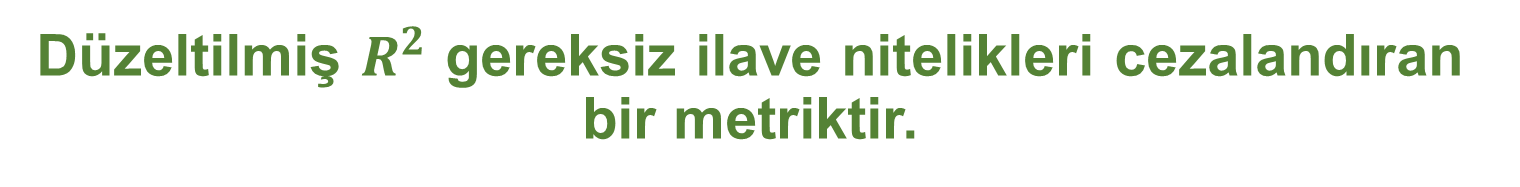 Düzeltilmiş R² gereksiz ilave nitelikleri cezalandıran
bir metriktir.